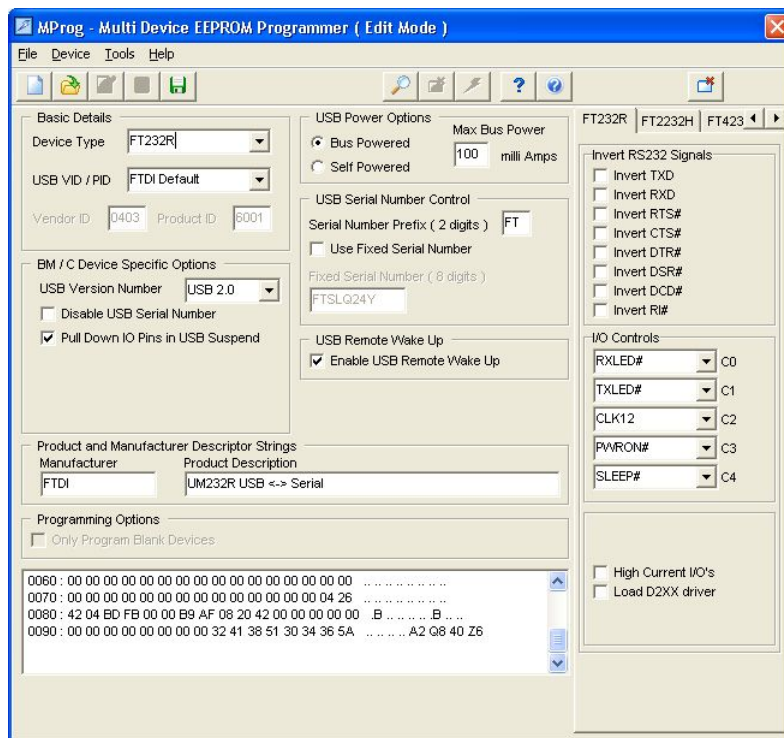 MProg - Multi Device EEPROM Programmer ( Edit Mode )
File Device Tools Help
Basic Details
Device Type FT232R
USB VID / PID FTDI Default
Vendor ID 0403 Product ID 6001
BM / C Device Specific Options
USB Version Number USB 2.0
Disable USB Serial Number
Pull Down IO Pins in USB Suspend
USB Power Options
Bus Powered
Self Powered
Max Bus Power
100 milli Amps
USB Serial Number Control
Serial Number Prefix ( 2 digits ) FT
Use Fixed Serial Number
Fixed Serial Number ( 8 digits )
FTSLQ24Y
USB Remote Wake Up
Enable USB Remote Wake Up
Product and Manufacturer Descriptor Strings
Manufacturer Product Description
FTDI UM232R USB <-> Serial
Programming Options
Only Program Blank Devices
0060 : 00 00 00 00 00 00 00 00 00 00 00 00 00 00 00 00 .. .. .. .. .. .. .. ..
0070 : 00 00 00 00 00 00 00 00 00 00 00 00 00 00 04 26 .. .. .. .. .. .. .. ..
0080 : 42 04 BD FB 00 00 B9 AF 08 20 42 00 00 00 00 00 .B .. .. .. .. .B .. ..
0090 : 00 00 00 00 00 00 00 00 32 41 38 51 30 34 36 5A .. .. .. .. A2 Q8 40 Z6
FT232R FT2232H FT423
Invert RS232 Signals
Invert TXD
Invert RXD
Invert RTS#
Invert CTS#
Invert DTR#
Invert DSR#
Invert DCD#
Invert RI#
I/O Controls
RXLED# C0
TXLED# C1
CLK12 C2
PWRON# C3
SLEEP# C4
High Current I/O's
Load D2XX driver